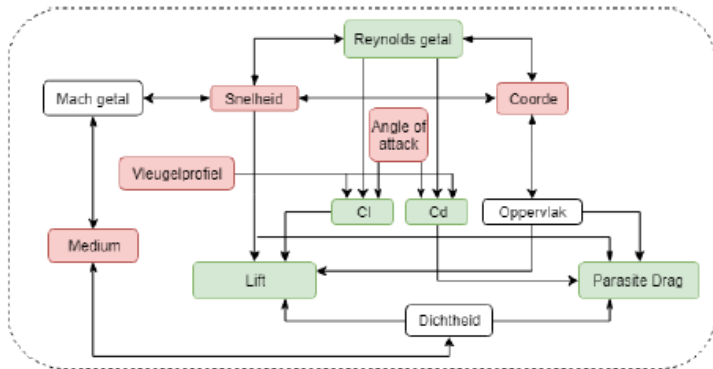 Reynolds getal
Mach getal
Snelheid
Coorde
Angle of
attack
Vleugelprofiel
Cl
Cd
Oppervlak
Medium
Lift
Parasite Drag
Dichtheid